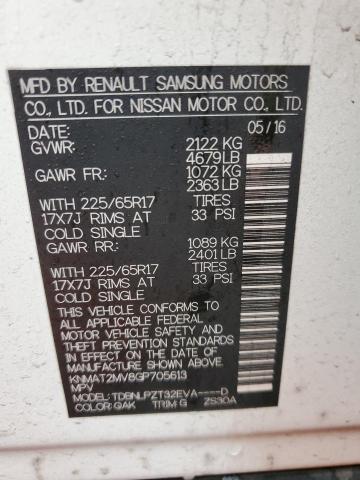 MFD BY RENAULT SAMSUNG MOTORS
CO., LTD. FOR NISSAN MOTOR CO., LTD.
DATE: 05/16
GVWR: 2122 KG
4679LB
GAWR FR: 1072 KG
2363 LB
WITH 225/65R17 TIRES
17X7J RIMS AT 33 PSI
COLD SINGLE
GAWR RR: 1089 KG
2401 LB
WITH 225/65R17 TIRES
17X7J RIMS AT 33 PSI
COLD SINGLE
THIS VEHICLE CONFORMS TO
ALL APPLICABLE FEDERAL
MOTOR VEHICLE SAFETY AND
THEFT PREVENTION STANDARDS
IN EFFECT ON THE DATE OF
MANUFACTURE SHOWN ABOVE.
KNMAT2MV8GP705613
MPV
MODEL: TDBNLPZT32EVA----D
COLOR: QAK TRIM: G ZS30A